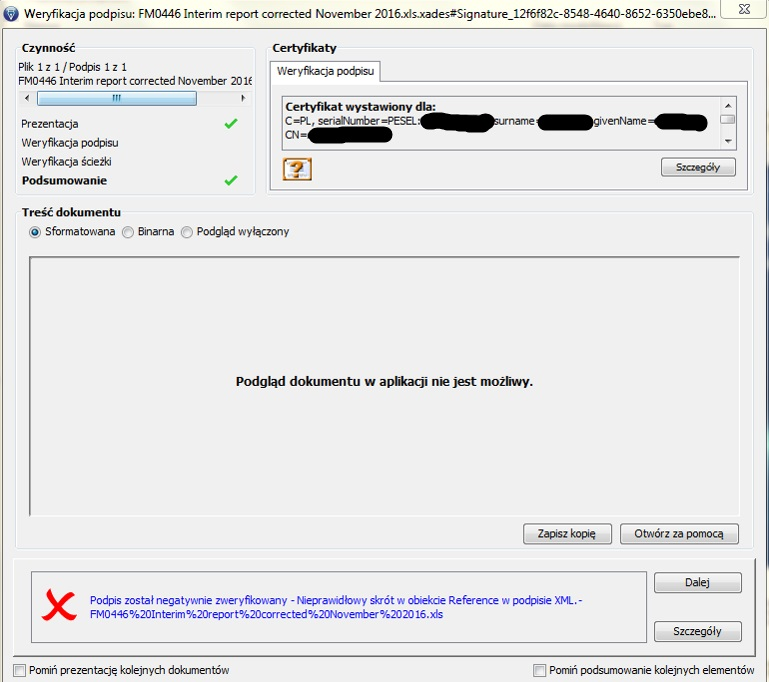 Weryfikacja podpisu: FM0446 Interim report corrected November 2016.xls.xades#Signature_12f6f82c-8548-4640-8652-6350ebe8...
Czynność
Plik 1 z 1 / Podpis 1 z 1
FM0446 Interim report corrected November 2016
Prezentacja
Weryfikacja podpisu
Weryfikacja ścieżki
Podsumowanie
Certyfikaty
Weryfikacja podpisu
Certyfikat wystawiony dla:
C=PL, serialNumber=PESEL: surname= givenName=
CN=
Szczegóły
Treść dokumentu
Sformatowana Binarna Podgląd wyłączony
Podgląd dokumentu w aplikacji nie jest możliwy.
Zapisz kopię Otwórz za pomocą
Podpis został negatywnie zweryfikowany - Nieprawidłowy skrót w obiekcie Reference w podpisie XML.-
FM0446%20Interim%20report%20corrected%20November%202016.xls
Dalej
Szczegóły
Pomiń prezentację kolejnych dokumentów Pomiń podsumowanie kolejnych elementów